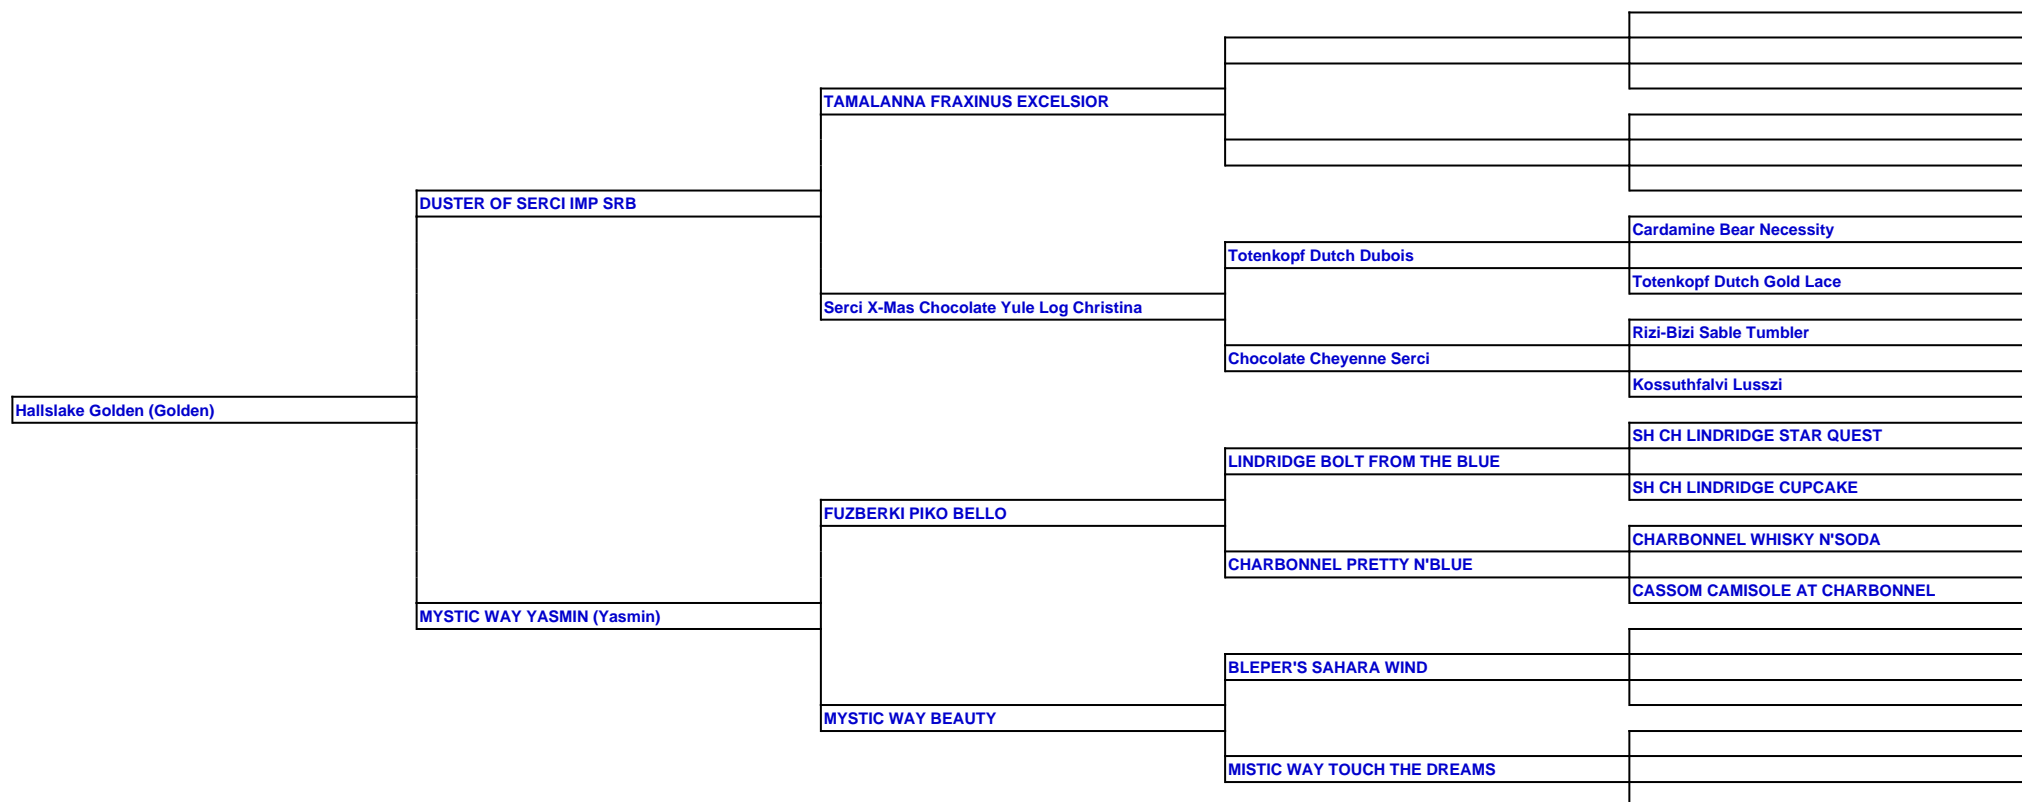 TAMALANNA FRAXINUS EXCELSIOR
DUSTER OF SERCI IMP SRB
Cardamine Bear Necessity
Totenkopf Dutch Dubois
Totenkopf Dutch Gold Lace
Serci X-Mas Chocolate Yule Log Christina
Rizi-Bizi Sable Tumbler
Chocolate Cheyenne Serci
Kossuthfalvi Lusszi
Hallslake Golden (Golden)
SH CH LINDRIDGE STAR QUEST
LINDRIDGE BOLT FROM THE BLUE
SH CH LINDRIDGE CUPCAKE
FUZBERKI PIKO BELLO
CHARBONNEL WHISKY N'SODA
CHARBONNEL PRETTY N'BLUE
CASSOM CAMISOLE AT CHARBONNEL
MYSTIC WAY YASMIN (Yasmin)
BLEPER'S SAHARA WIND
MYSTIC WAY BEAUTY
MISTIC WAY TOUCH THE DREAMS